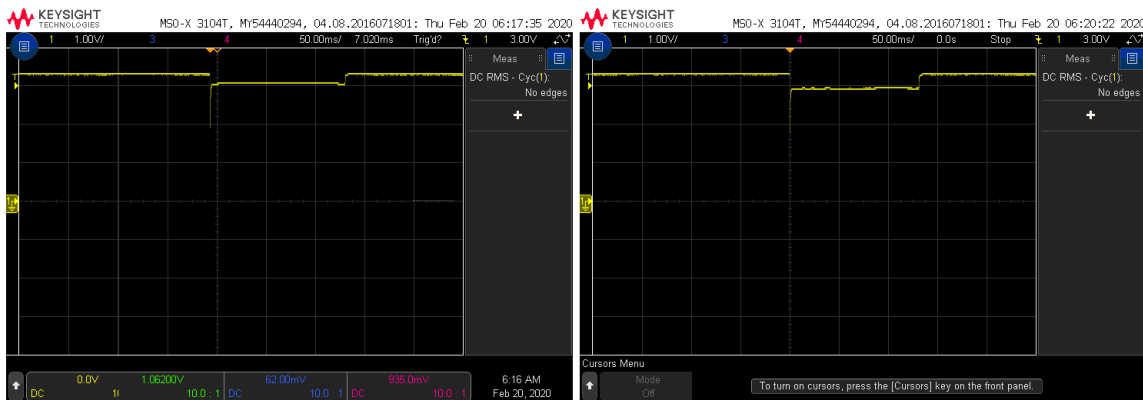 KEYSIGHT
TECHNOLOGIES
MSO-X 3104T, MY54440294, 04.08.2016071801: Thu Feb 20 06:17:35 2020
1 1.00V/ 3 4 50.00ms/ 7.020ms Trig'd? 1 3.00V
Meas
DC RMS - Cyc(1):
No edges
+
T
1
0.0V 1.06200V 62.00mV 935.0mV
DC 10.0 : 1 DC 10.0 : 1 DC 10.0 : 1
6:16 AM
Feb 20, 2020
KEYSIGHT
TECHNOLOGIES
MSO-X 3104T, MY54440294, 04.08.2016071801: Thu Feb 20 06:20:22 2020
1 1.00V/ 3 4 50.00ms/ 0.0s Stop 1 3.00V
Meas
DC RMS - Cyc(1):
No edges
+
T
1
Cursors Menu
Mode
Off
To turn on cursors, press the [Cursors] key on the front panel.